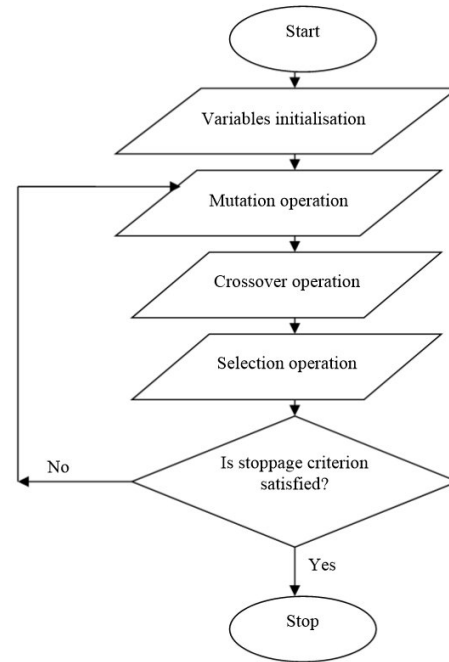 Start
Variables initialisation
Mutation operation
Crossover operation
Selection operation
Is stoppage criterion
satisfied?
No
Yes
Stop